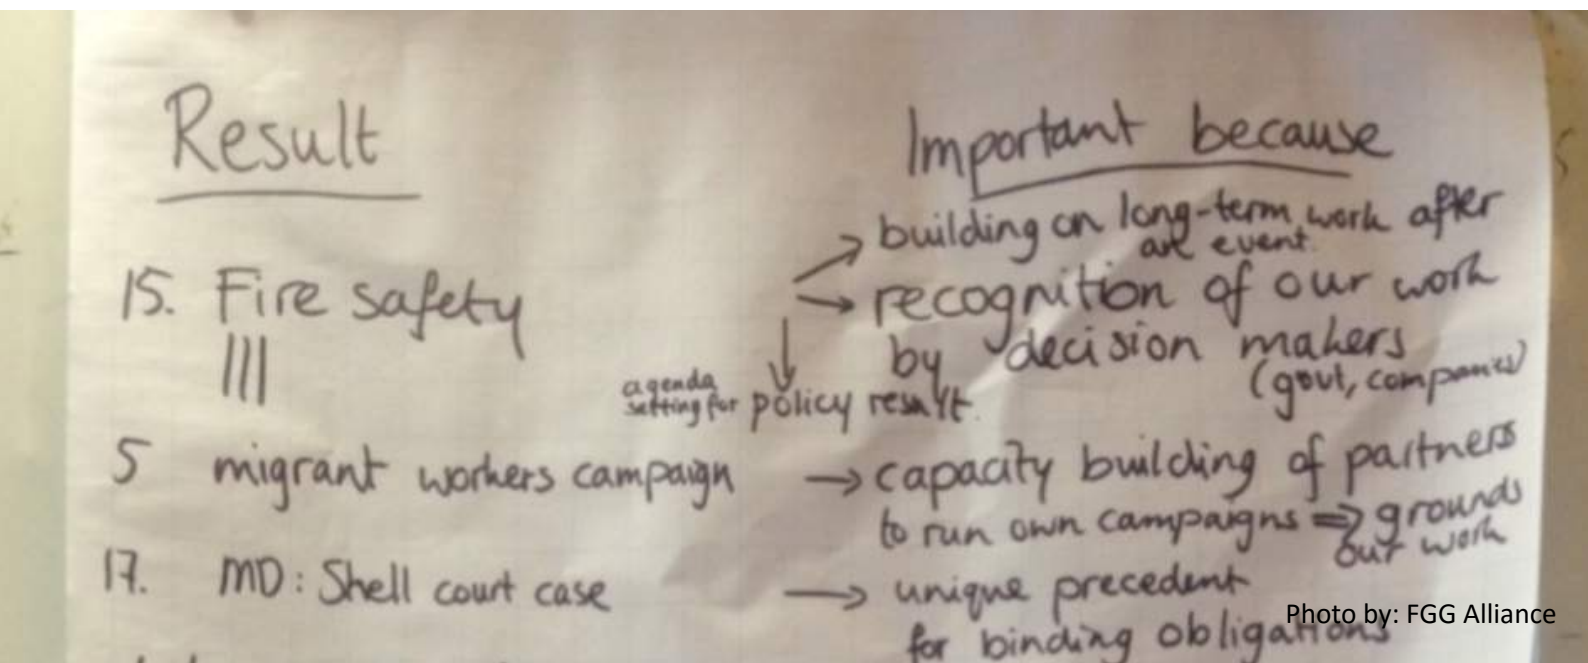 Result
Important because
building on long-term work after
an event.
15. Fire safety
|||
recognition of our work
by decision makers
(govt, companies)
agenda
setting for policy result.
5 migrant workers campaign → capacity building of partners
to run own campaigns ⇒ grounds
our work
17. MD: Shell court case → unique precedent
for binding obligations
Photo by: FGG Alliance